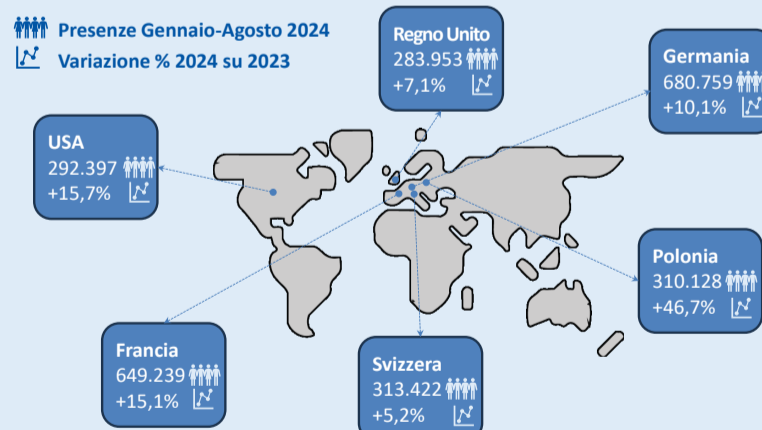 Presenze Gennaio-Agosto 2024
Variazione % 2024 su 2023
Regno Unito
283.953
+7,1%
Germania
680.759
+10,1%
USA
292.397
+15,7%
Polonia
310.128
+46,7%
Francia
649.239
+15,1%
Svizzera
313.422
+5,2%